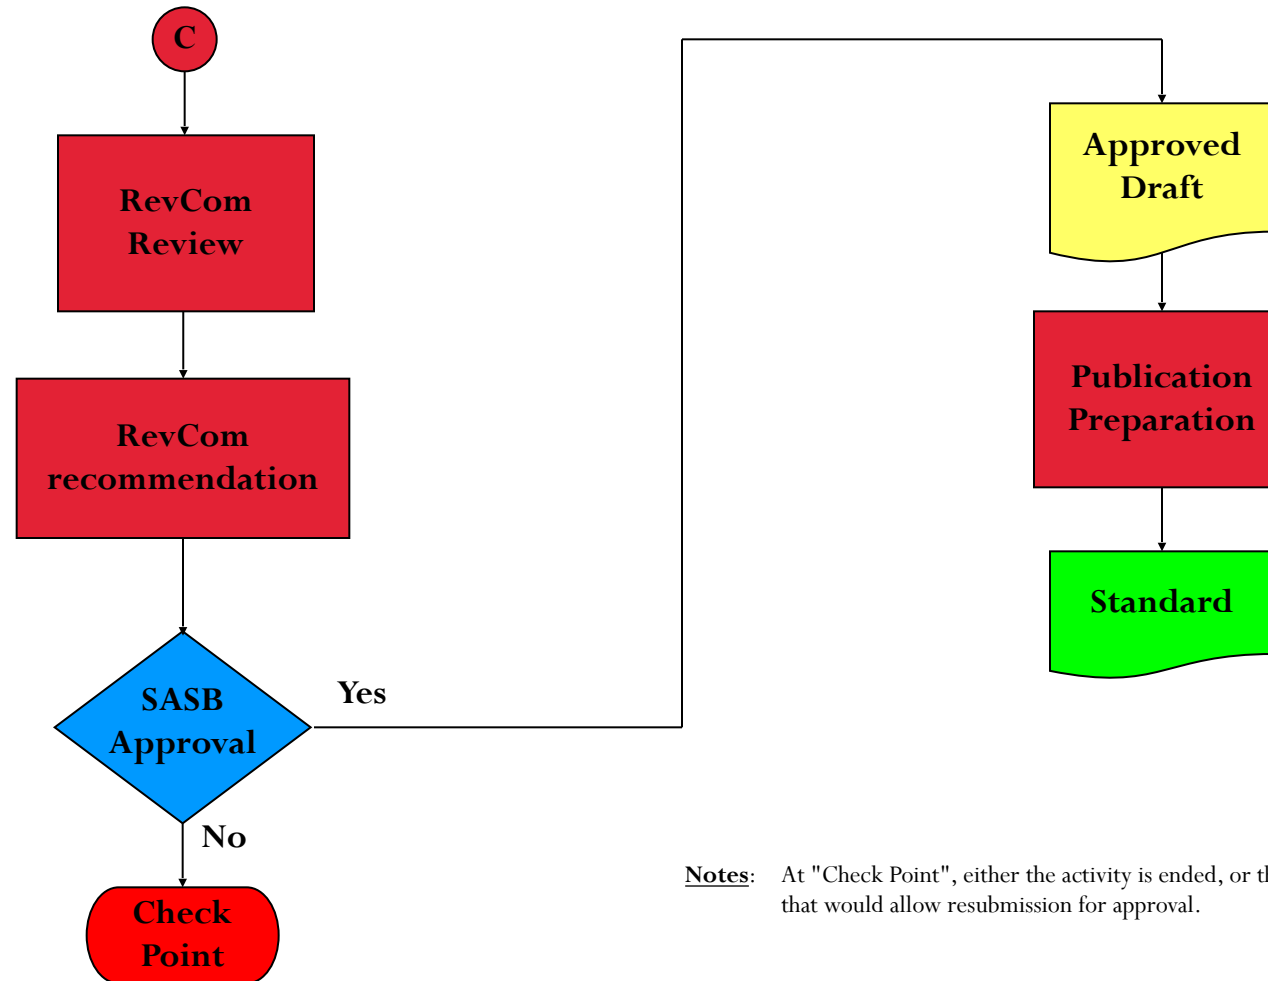 C
RevCom
Review
RevCom
recommendation
SASB
Approval
Yes
No
Check
Point
Approved
Draft
Publication
Preparation
Standard
Notes: At "Check Point", either the activity is ended, or
that would allow resubmission for approval.